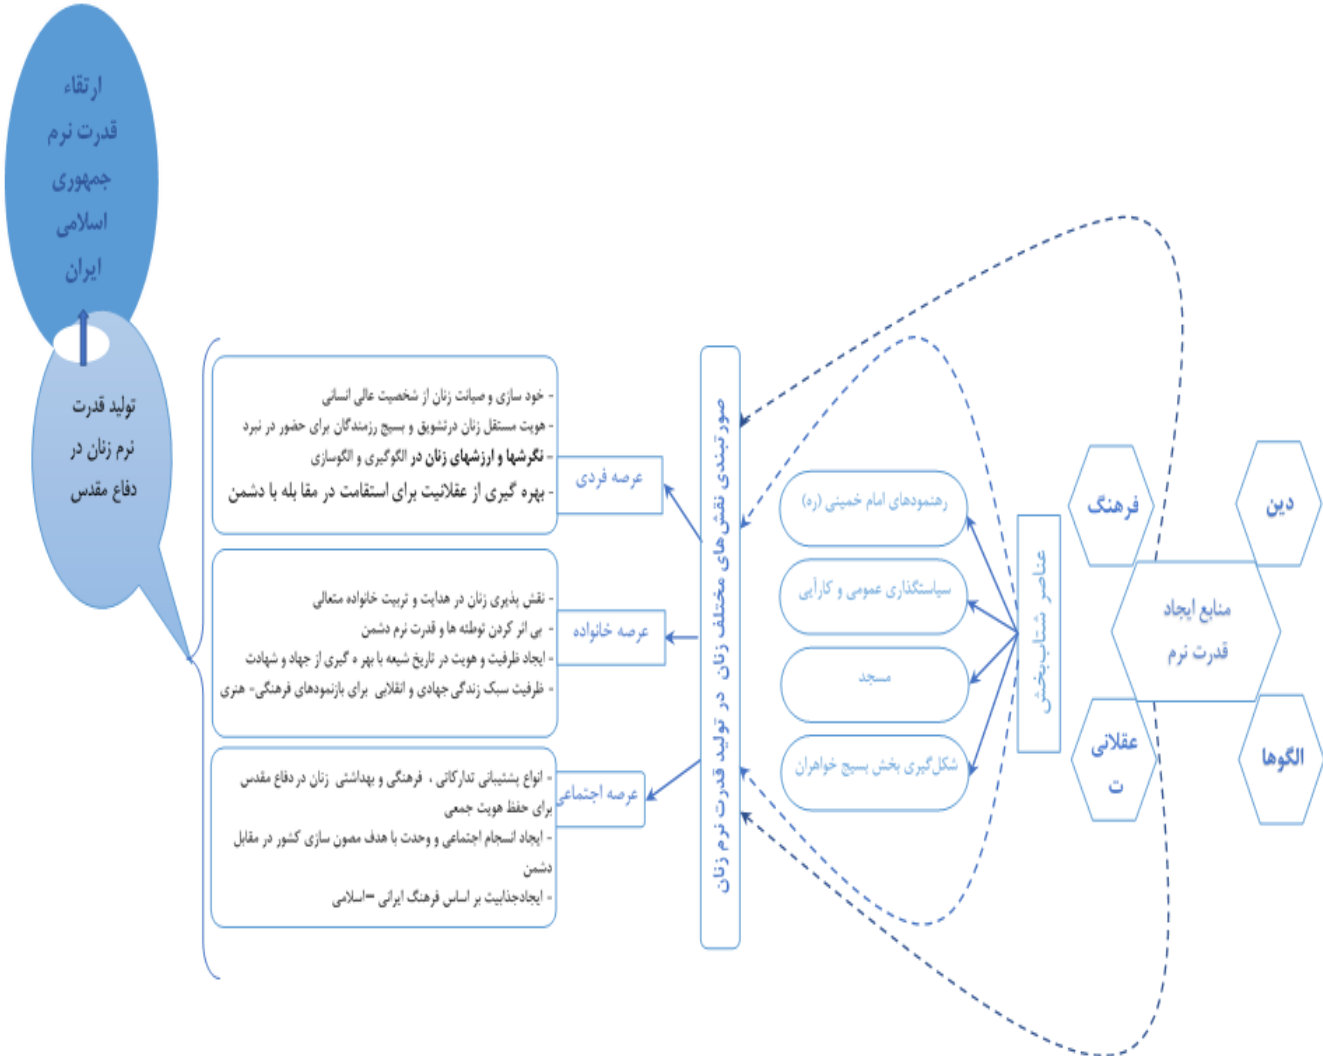 دین
فرهنگ
منابع ایجاد
قدرت نرم
الگوها
عقلانی
ت
عناصر شتاب‌بخش
رهنمودهای امام خمینی (ره)
سیاستگذاری عمومی و کارآیی
مسجد
شکل‌گیری بخش بسیج خواهران
صورتبندی نقش‌های مختلف زنان در تولید قدرت نرم زنان
عرصه فردی
- خود سازی و صیانت زنان از شخصیت عالی انسانی
- هویت مستقل زنان درتشویق و بسیج رزمندگان برای حضور در نبرد
- نگرشها و ارزشهای زنان در الگوگیری و الگوسازی
- بهره گیری از عقلانیت برای استقامت در مقا بله با دشمن
عرصه خانواده
- نقش پذیری زنان در هدایت و تربیت خانواده متعالی
- بی اثر کردن توطئه ها و قدرت نرم دشمن
- ایجاد ظرفیت و هویت در تاریخ شیعه با بهر ه گیری از جهاد و شهادت
- ظرفیت سبک زندگی جهادی و انقلابی برای بازنمودهای فرهنگی- هنری
عرصه اجتماعی
- انواع پشتیبانی تدارکاتی ، فرهنگی و بهداشتی زنان در دفاع مقدس
برای حفظ هویت جمعی
- ایجاد انسجام اجتماعی و وحدت با هدف مصون سازی کشور در مقابل
دشمن
- ایجادجذابیت بر اساس فرهنگ ایرانی –اسلامی
تولید قدرت
نرم زنان در
دفاع مقدس
ارتقاء
قدرت نرم
جمهوری
اسلامی
ایران